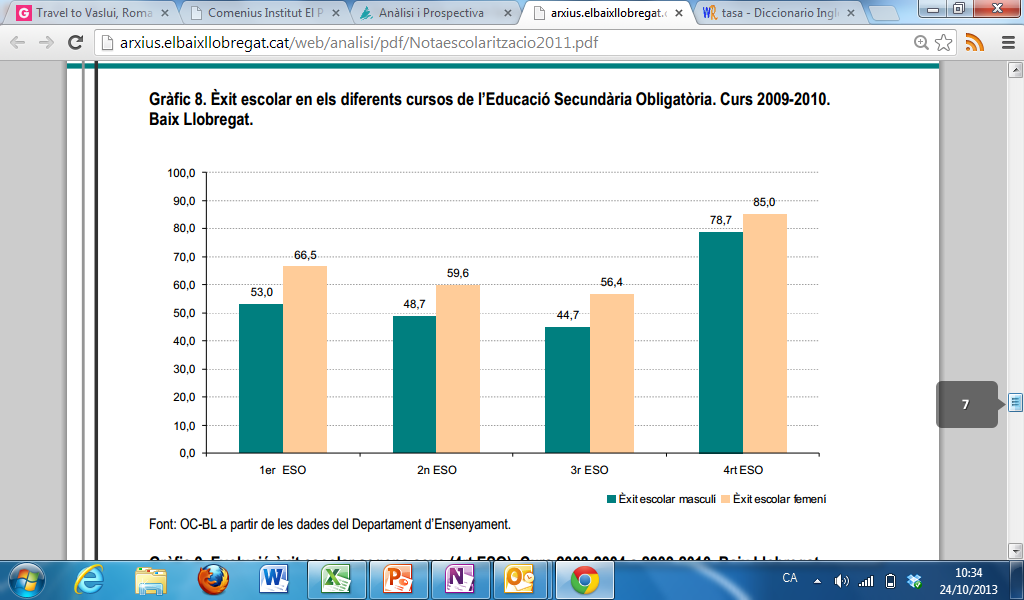 Travel to Vaslui, Roma
Comenius Institut El P
Anàlisi i Prospectiva
arxius.elbaixllobregat.c
tasa - Diccionario Ingl
arxius.elbaixllobregat.cat/web/analisi/pdf/Notaescolaritzacio2011.pdf
Gràfic 8. Èxit escolar en els diferents cursos de l'Educació Secundària Obligatòria. Curs 2009-2010.
Baix Llobregat.
100,0
90,0
80,0
70,0
60,0
50,0
40,0
30,0
20,0
10,0
0,0
53,0
66,5
48,7
59,6
44,7
56,4
78,7
85,0
1er ESO
2n ESO
3r ESO
4rt ESO
Èxit escolar masculí
Èxit escolar femení
Font: OC-BL a partir de les dades del Departament d'Ensenyament.
7
CA
10:34
24/10/2013